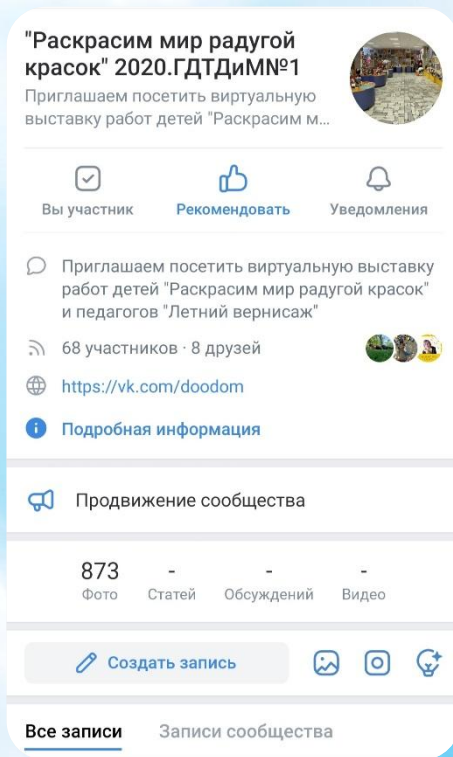 "Раскрасим мир радугой
красок" 2020.ГДТДиМ№1
Приглашаем посетить виртуальную
выставку работ детей "Раскрасим м...
Вы участник
Рекомендовать
Уведомления
Приглашаем посетить виртуальную выставку
работ детей "Раскрасим мир радугой красок"
и педагогов "Летний вернисаж"
68 участников · 8 друзей
https://vk.com/doodom
Подробная информация
Продвижение сообщества
873 - - -
Фото Статей Обсуждений Видео
Создать запись
Все записи Записи сообщества